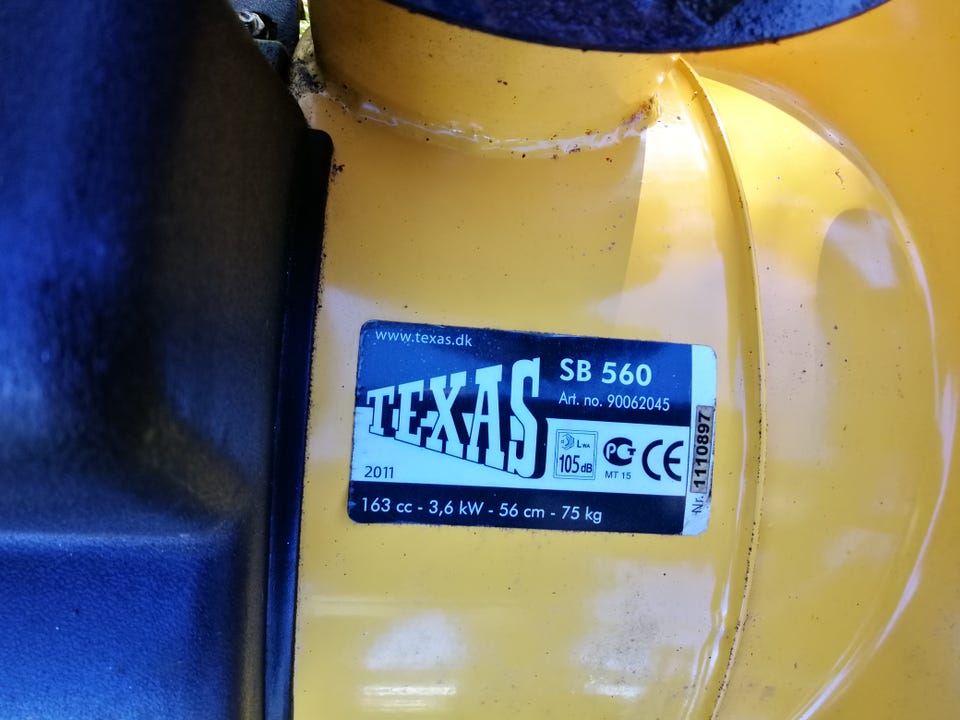 www.texas.dk
TEXAS
SB 560
Art. no. 90062045
LWA
105 dB
PCT
MT 15
CE
2011
163 cc - 3,6 kW - 56 cm - 75 kg
Nr. 1110897